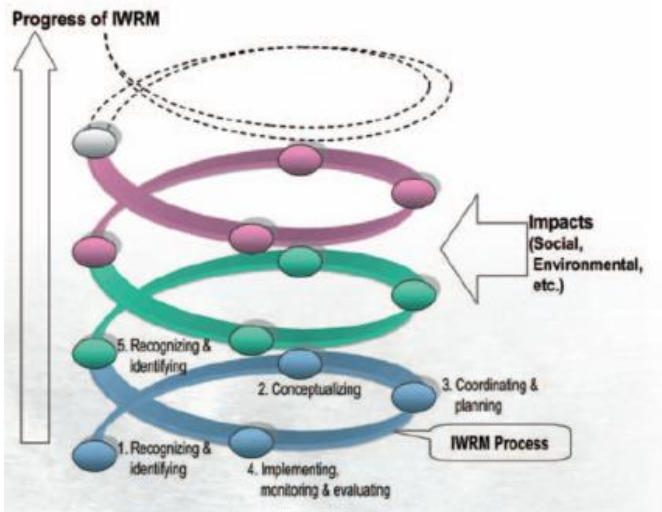 Progress of IWRM
Impacts
(Social,
Environmental,
etc.)
5. Recognizing &
identifying
2. Conceptualizing
3. Coordinating &
planning
IWRM Process
1. Recognizing &
identifying
4. Implementing,
monitoring & evaluating